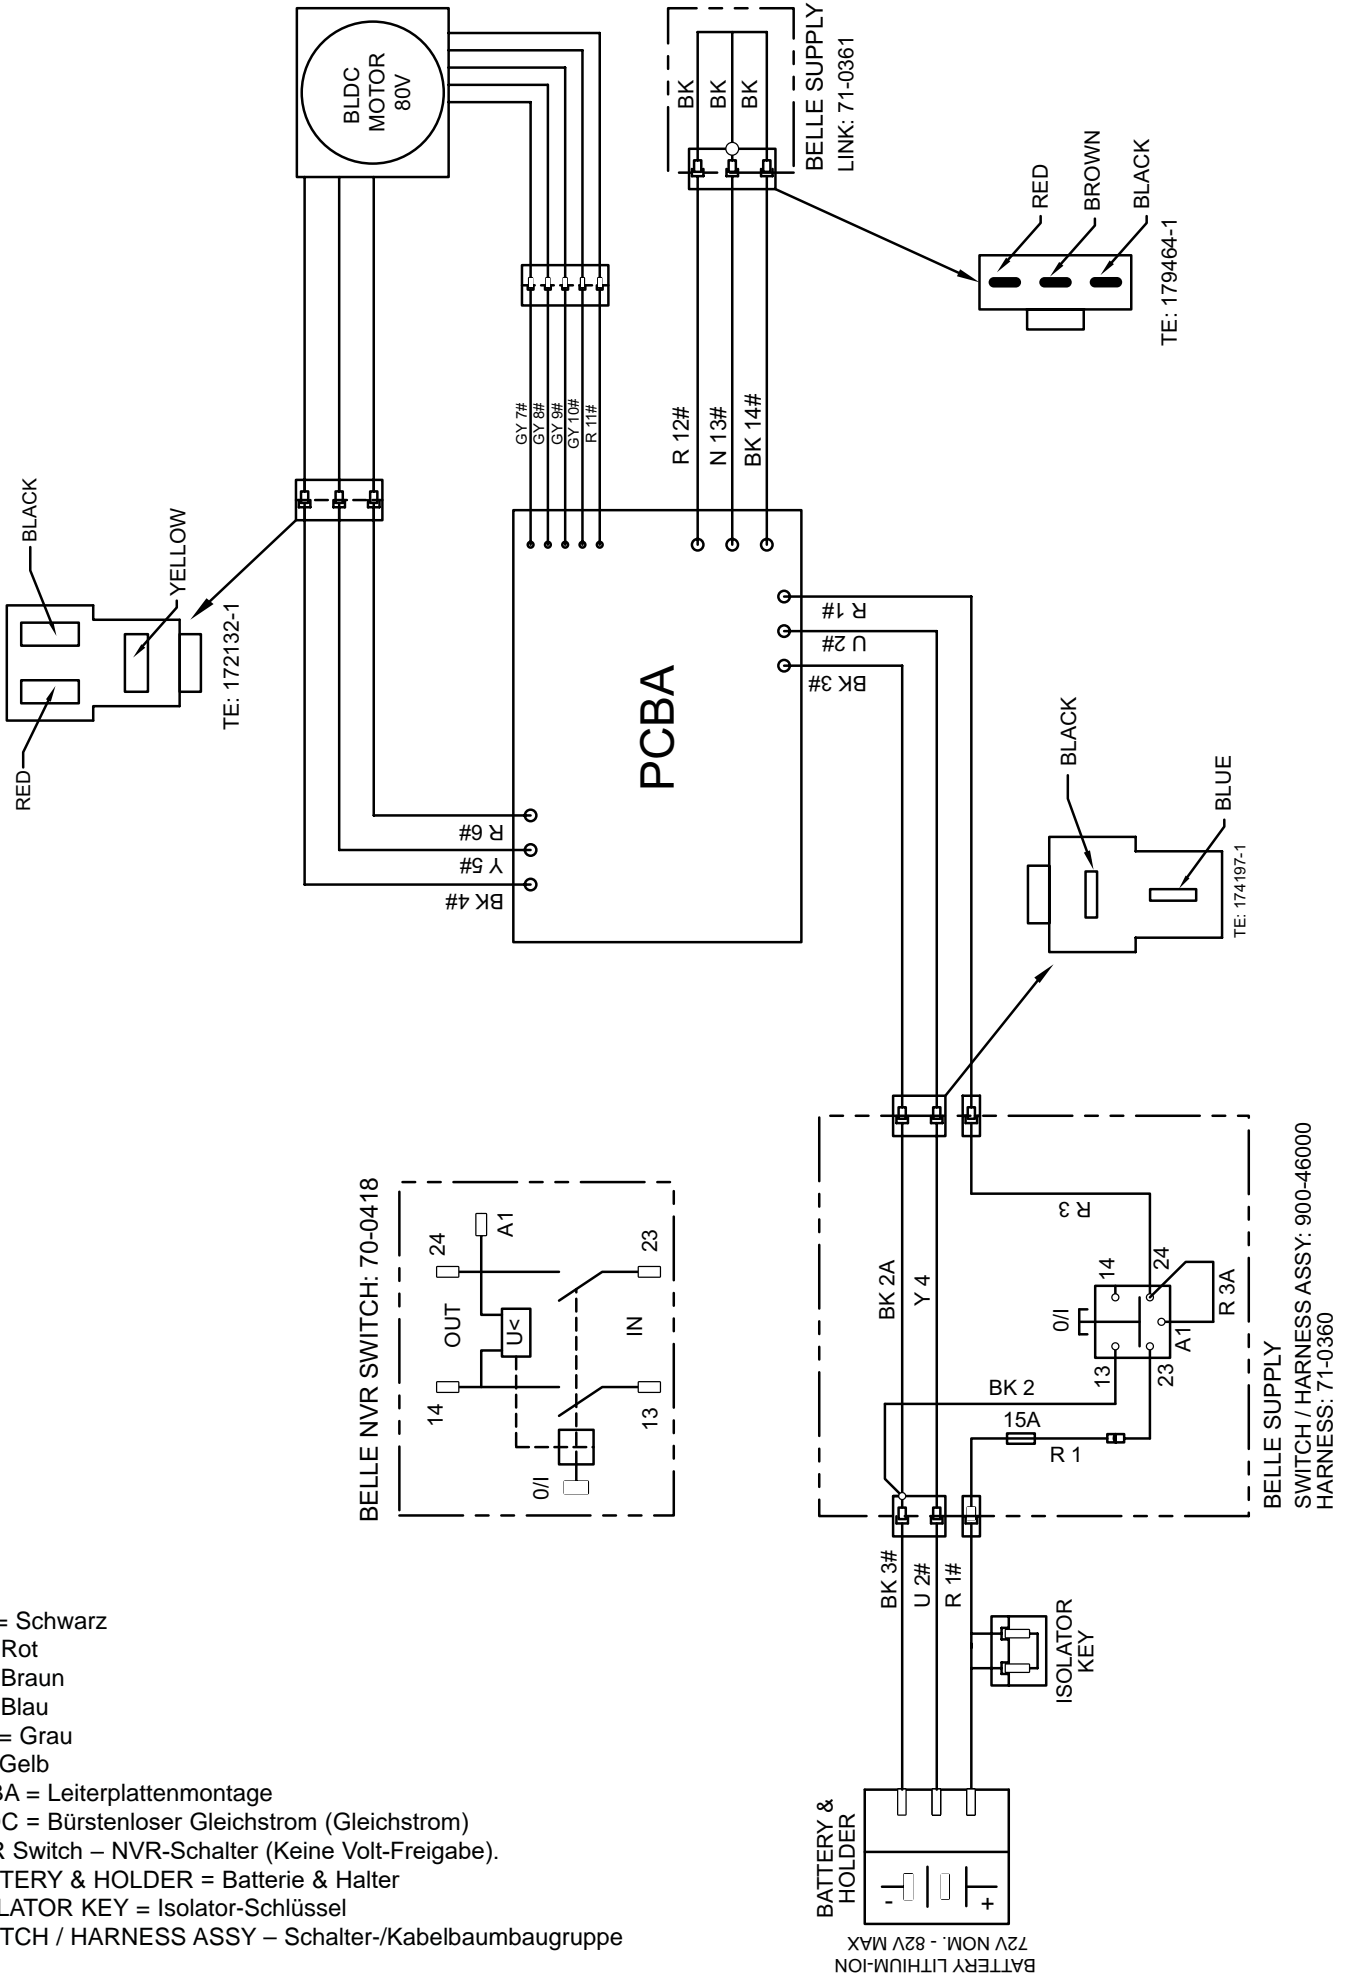 BLDC
MOTOR
80V
BK
BK
BK
BELLE SUPPLY
LINK: 71-0361
RED
BROWN
BLACK
TE: 179464-1
BLACK
YELLOW
RED
TE: 172132-1
GY 7#
GY 8#
GY 9#
GY 10#
R 11#
R 12#
N 13#
BK 14#
PCBA
R 1#
U 2#
BK 3#
R 6#
Y 5#
BK 4#
BLACK
BLUE
TE: 174197-1
BELLE NVR SWITCH: 70-0418
14
24
OUT
A1
U<
0/I
IN
13
23
BK 2A
Y 4
R 3
0/I
14
24
13
23
A1
R 3A
BK 2
15A
R 1
BELLE SUPPLY
SWITCH / HARNESS ASSY: 900-46000
HARNESS: 71-0360
BK 3#
U 2#
R 1#
ISOLATOR
KEY
BATTERY &
HOLDER
-
+
BATTERY LITHIUM-ION
72V NOM. - 82V MAX
= Schwarz
Rot
Braun
Blau
= Grau
Gelb
BA = Leiterplattenmontage
C = Bürstenloser Gleichstrom (Gleichstrom)
R Switch – NVR-Schalter (Keine Volt-Freigabe).
TERY & HOLDER = Batterie & Halter
LATOR KEY = Isolator-Schlüssel
TCH / HARNESS ASSY – Schalter-/Kabelbaumbaugruppe